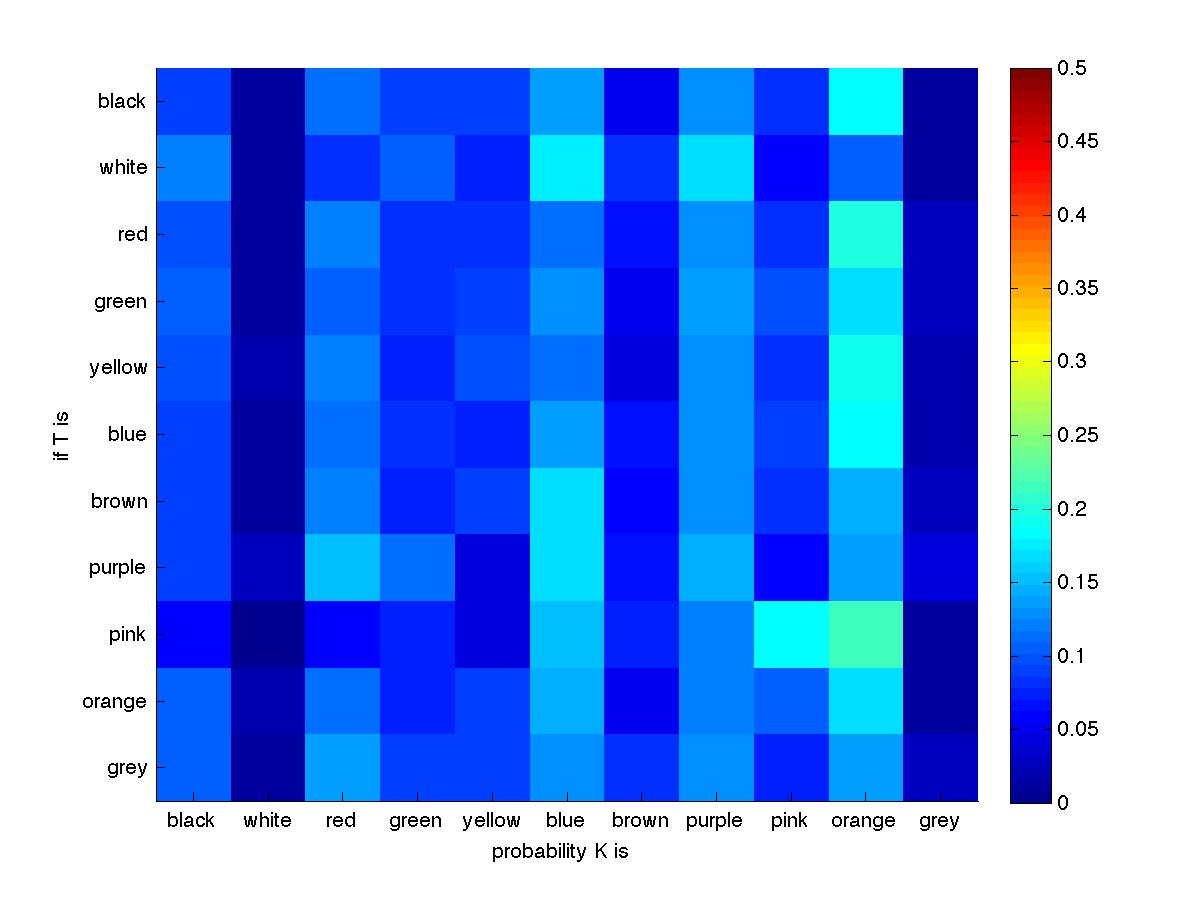 black
white
red
green
yellow
blue
brown
purple
pink
orange
grey
if T is
black white red green yellow blue brown purple pink orange grey
probability K is
0.5
0.45
0.4
0.35
0.3
0.25
0.2
0.15
0.1
0.05
0